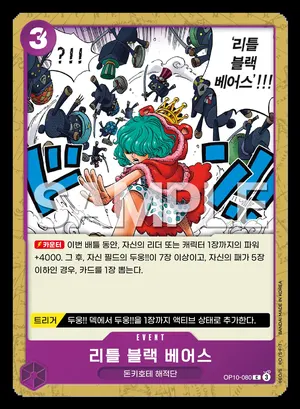 3
?!!
'리틀
블랙
베어스'!!!
SAMPLE
카운터 이번 배틀 동안, 자신의 리더 또는 캐릭터 1장까지의 파워
+4000. 그 후, 자신 필드의 두웅!!이 7장 이상이고, 자신의 패가 5장
이하인 경우, 카드를 1장 뽑는다.
트리거 두웅!! 덱에서 두웅!!을 1장까지 액티브 상태로 추가한다.
EVENT
리틀 블랙 베어스
돈키호테 해적단
OP10-080 C 3